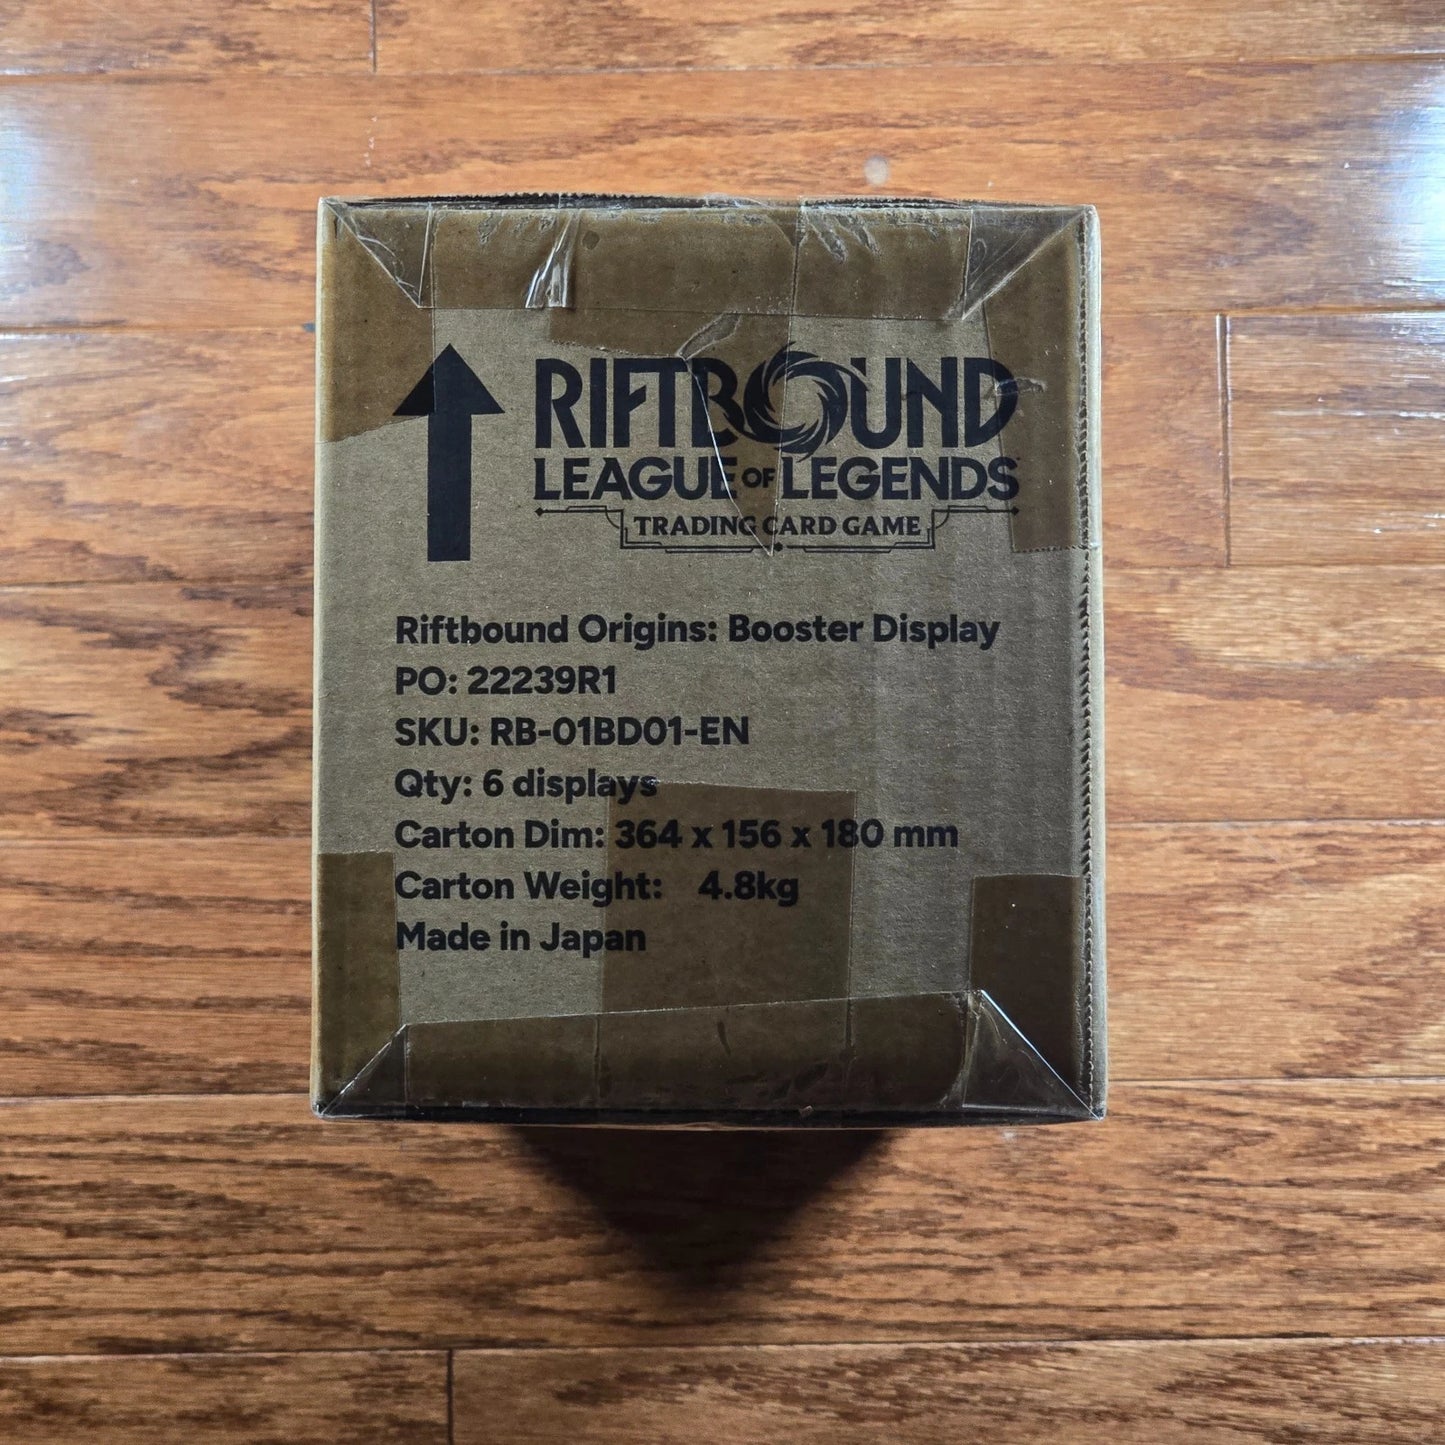 RIFTBOUND
LEAGUE OF LEGENDS
TRADING CARD GAME
Riftbound Origins: Booster Display
PO: 22239R1
SKU: RB-01BD01-EN
Qty: 6 displays
Carton Dim: 364 x 156 x 180 mm
Carton Weight: 4.8kg
Made in Japan